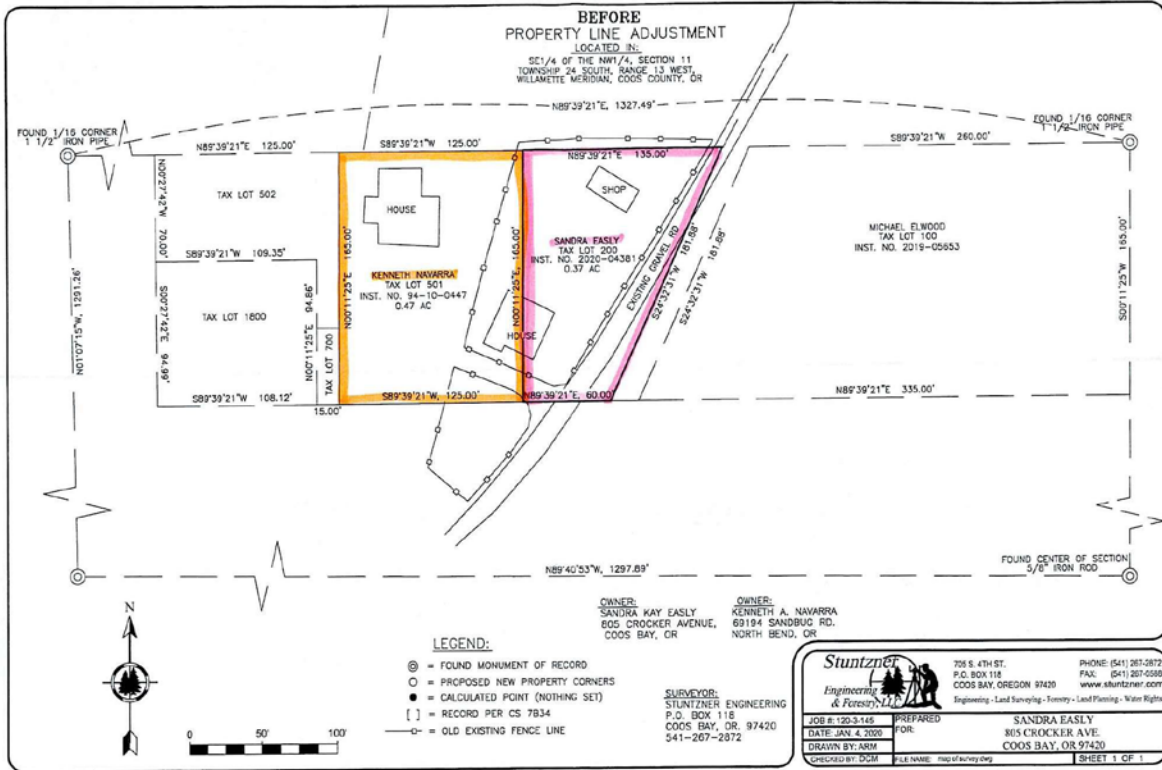 BEFORE
PROPERTY LINE ADJUSTMENT
LOCATED IN:
SE1/4 OF THE NW1/4, SECTION 11
TOWNSHIP 24 SOUTH, RANGE 13 WEST,
WILLAMETTE MERIDIAN, COOS COUNTY, OR
N89°39'21"E, 1327.49'
FOUND 1/16 CORNER
1 1/2" IRON PIPE
FOUND 1/16 CORNER
1 1/2" IRON PIPE
N89°39'21"E 125.00'
S89°39'21"W 125.00'
N89°39'21"E 135.00'
S89°39'21"W 260.00'
N00°27'42"W 70.00'
TAX LOT 502
HOUSE
SHOP
S89°39'21"W 109.35'
N00°11'25"E 165.00'
N00°11'25"E, 165.00'
KENNETH NAVARRA
TAX LOT 501
INST. NO. 94-10-0447
0.47 AC
SANDRA EASLY
TAX LOT 200
INST. NO. 2020-04381
0.37 AC
EXISTING GRAVEL RD
S24°32'31"W 181.88'
S24°32'31"W 181.88'
MICHAEL ELWOOD
TAX LOT 100
INST. NO. 2019-05653
S00°11'25"W 165.00'
N01°07'15"W, 1291.26'
S00°27'42"E 94.99'
TAX LOT 1800
N00°11'25"E 94.86'
TAX LOT 700
HOUSE
S89°39'21"W 108.12'
15.00'
S89°39'21"W, 125.00'
N89°39'21"E, 60.00'
N89°39'21"E 335.00'
N89°40'53"W, 1297.89'
FOUND CENTER OF SECTION
5/8" IRON ROD
N
0 50 100'
LEGEND:
= FOUND MONUMENT OF RECORD
= PROPOSED NEW PROPERTY CORNERS
= CALCULATED POINT (NOTHING SET)
[ ] = RECORD PER CS 7B34
= OLD EXISTING FENCE LINE
OWNER:
SANDRA KAY EASLY
805 CROCKER AVENUE,
COOS BAY, OR
OWNER:
KENNETH A. NAVARRA
69194 SANDBUG RD.
NORTH BEND, OR
SURVEYOR:
STUNTZNER ENGINEERING
P.O. BOX 118
COOS BAY, OR. 97420
541-267-2872
Stuntzner
Engineering
& Forestry, LLC
705 S. 4TH ST.
P.O. BOX 118
COOS BAY, OREGON 97420
PHONE: (541) 267-2872
FAX: (541) 267-0588
www.stuntzner.com
Engineering - Land Surveying - Forestry - Land Planning - Water Rights
JOB #: 120-3-145
DATE: JAN. 4, 2020
DRAWN BY: ARM
CHECKED BY: DGM
PREPARED
FOR:
SANDRA EASLY
805 CROCKER AVE.
COOS BAY, OR 97420
FILE NAME: map of survey.dwg
SHEET 1 OF 1